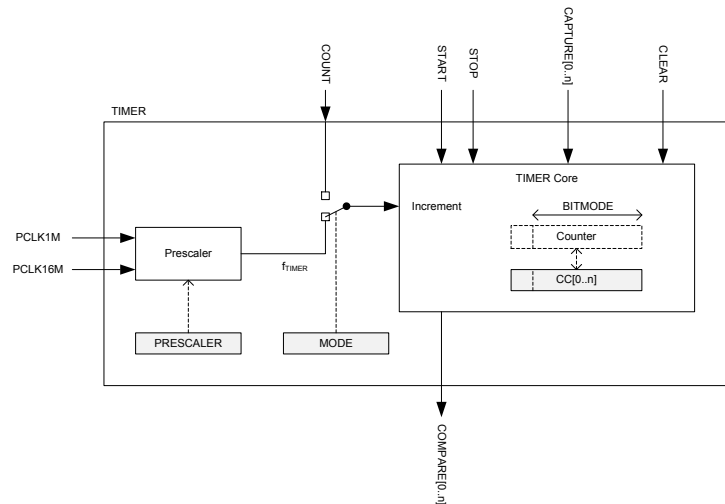 COUNT
START
STOP
CAPTURE[0..n]
CLEAR
TIMER
TIMER Core
Increment
BITMODE
Counter
CC[0..n]
PCLK1M
PCLK16M
Prescaler
fTIMER
PRESCALER
MODE
COMPARE[0..n]